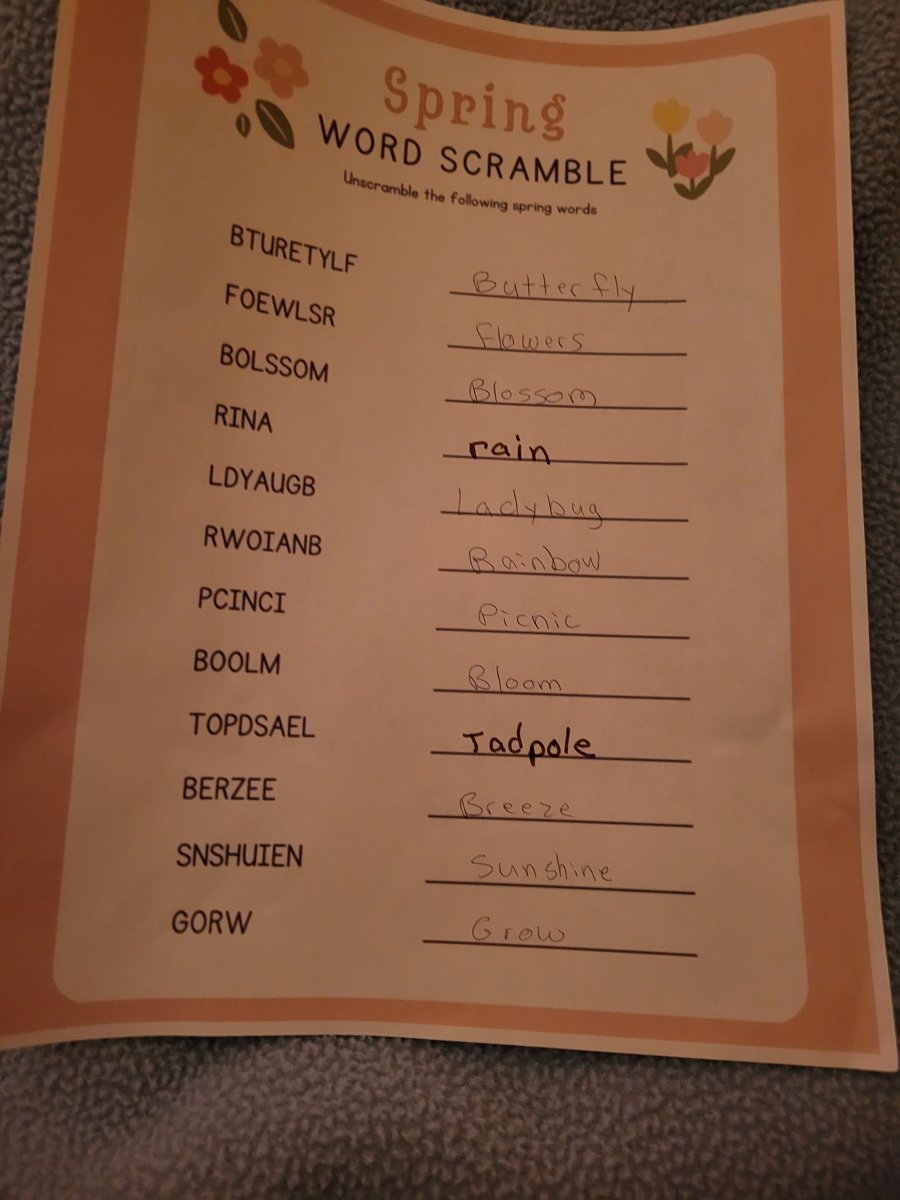 Spring
WORD SCRAMBLE
Unscramble the following spring words
BTURETYLF Butterfly
FOEWLSR flowers
BOLSSOM Blossom
RINA rain
LDYAUGB Ladybug
RWOIANB Rainbow
PCINCI Picnic
BOOLM Bloom
TOPDSAEL Tadpole
BERZEE Breeze
SNSHUIEN Sunshine
GORW Grow